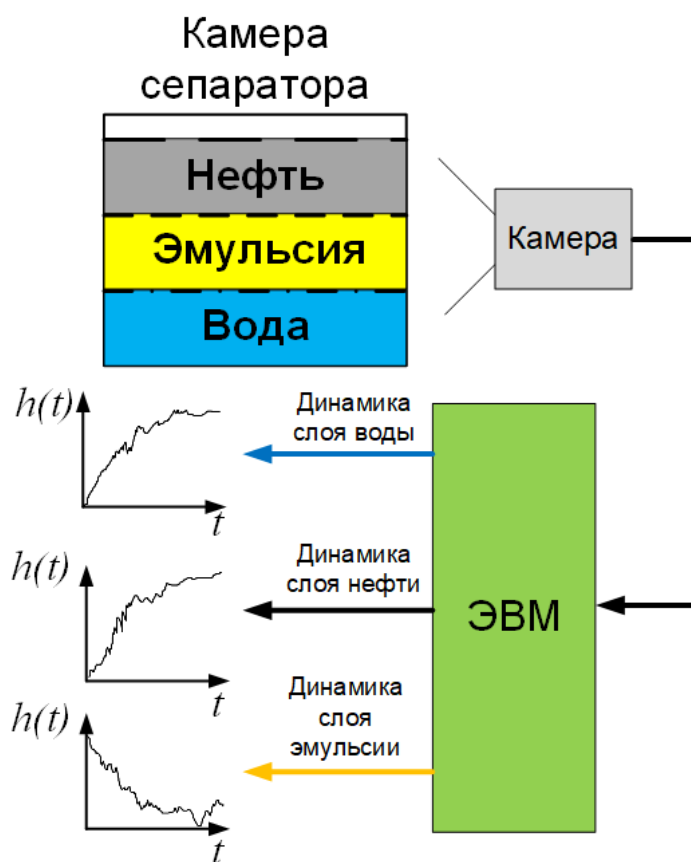 Камера
сепаратора
Нефть
Эмульсия
Вода
Камера
h(t)
t
Динамика
слоя воды
h(t)
t
Динамика
слоя нефти
h(t)
t
Динамика
слоя
эмульсии
ЭВМ